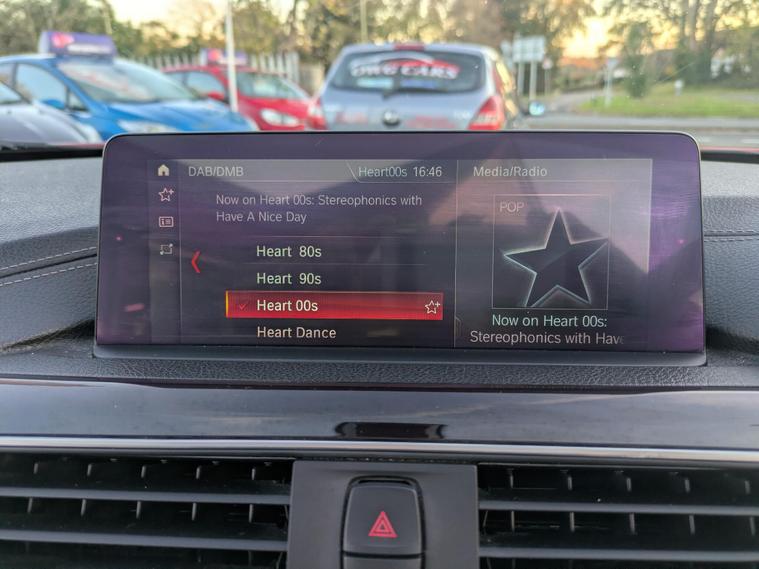 CARS
DAB/DMB
Heart00s 16:46
Media/Radio
Now on Heart 00s: Stereophonics with
Have A Nice Day
POP
Heart 80s
Heart 90s
Heart 00s
Heart Dance
Now on Heart 00s:
Stereophonics with Have